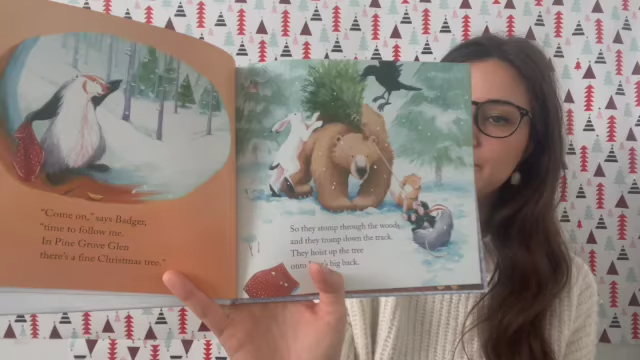 "Come on," says Badger,
"time to follow me.
In Pine Grove Glen
there's a fine Christmas tree."
So they stomp through the woods
and they tromp down the track.
They hoist up the tree
onto big back.